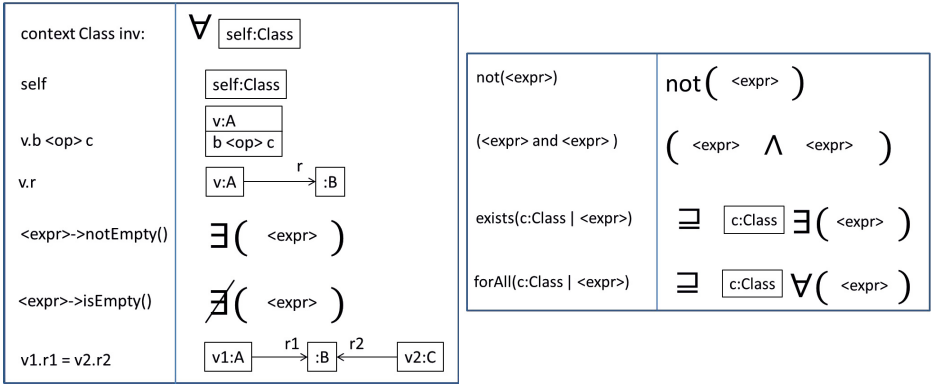 context Class inv: ∀ self:Class
self self:Class
v:A
v.b <op> c b <op> c
v.r v:A r :B
<expr>->notEmpty() ∃ ( <expr> )
<expr>->isEmpty() ∄ ( <expr> )
v1.r1 = v2.r2 v1:A r1 :B r2 v2:C
not(<expr>) not ( <expr> )
(<expr> and <expr> ) ( <expr> ∧ <expr> )
exists(c:Class | <expr>) ⊒ c:Class ∃ ( <expr> )
forAll(c:Class | <expr>) ⊒ c:Class ∀ ( <expr> )